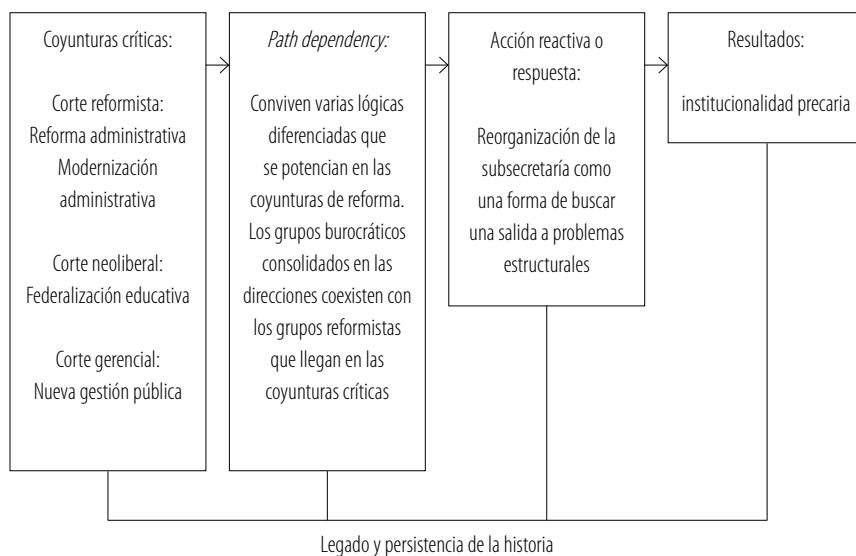 Coyunturas críticas:
Corte reformista:
Reforma administrativa
Modernización
administrativa
Corte neoliberal:
Federalización educativa
Corte gerencial:
Nueva gestión pública
Path dependency:
Conviven varias lógicas
diferenciadas que
se potencian en las
coyunturas de reforma.
Los grupos burocráticos
consolidados en las
direcciones coexisten con
los grupos reformistas
que llegan en las
coyunturas críticas
Acción reactiva o
respuesta:
Reorganización de la
subsecretaría como
una forma de buscar
una salida a problemas
estructurales
Resultados:
institucionalidad precaria
Legado y persistencia de la historia